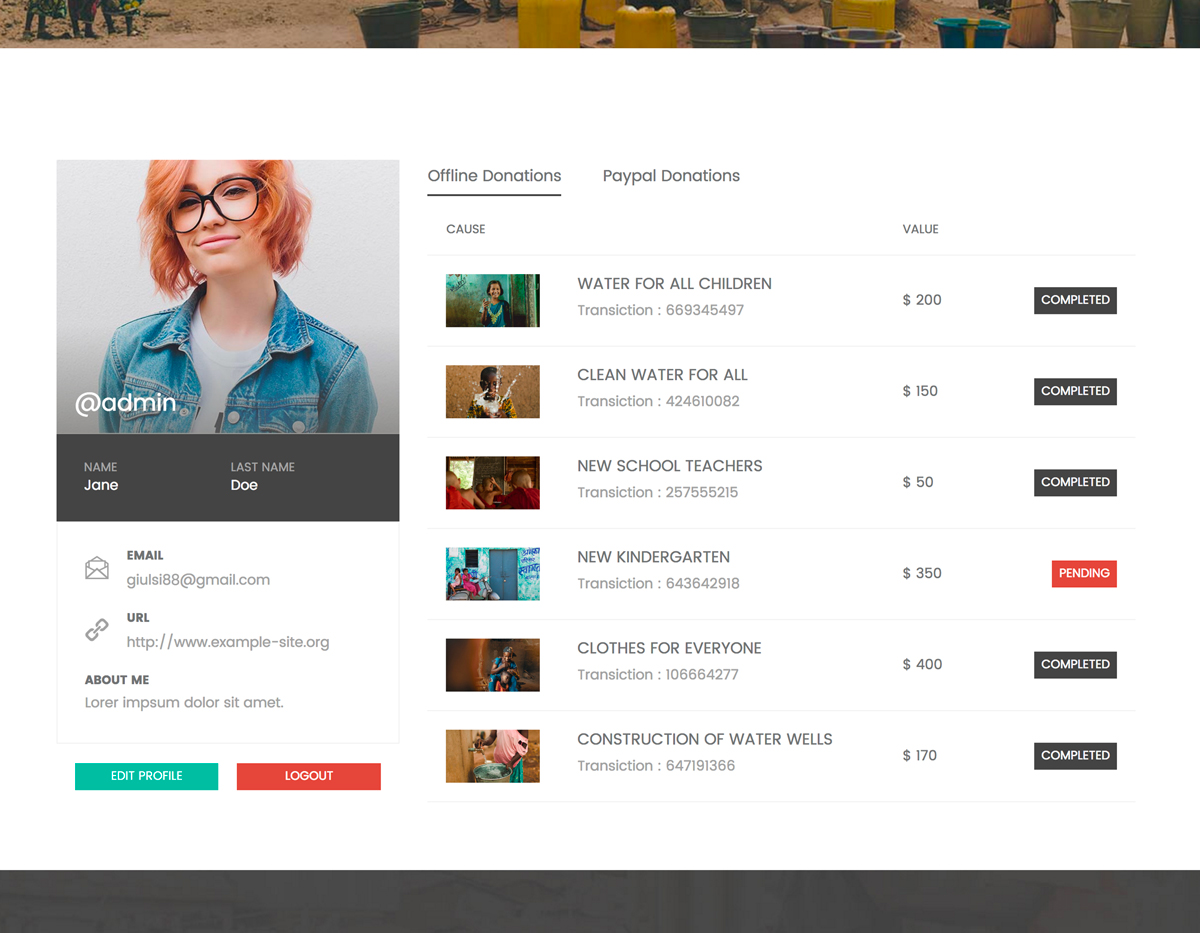 Offline Donations
Paypal Donations
CAUSE
VALUE
WATER FOR ALL CHILDREN
Transiction : 669345497
$ 200
COMPLETED
CLEAN WATER FOR ALL
Transiction : 424610082
$ 150
COMPLETED
NEW SCHOOL TEACHERS
Transiction : 257555215
$ 50
COMPLETED
NEW KINDERGARTEN
Transiction : 643642918
$ 350
PENDING
CLOTHES FOR EVERYONE
Transiction : 106664277
$ 400
COMPLETED
CONSTRUCTION OF WATER WELLS
Transiction : 647191366
$ 170
COMPLETED
@admin
NAME
Jane
LAST NAME
Doe
EMAIL
giulsi88@gmail.com
URL
http://www.example-site.org
ABOUT ME
Lorer impsum dolor sit amet.
EDIT PROFILE
LOGOUT